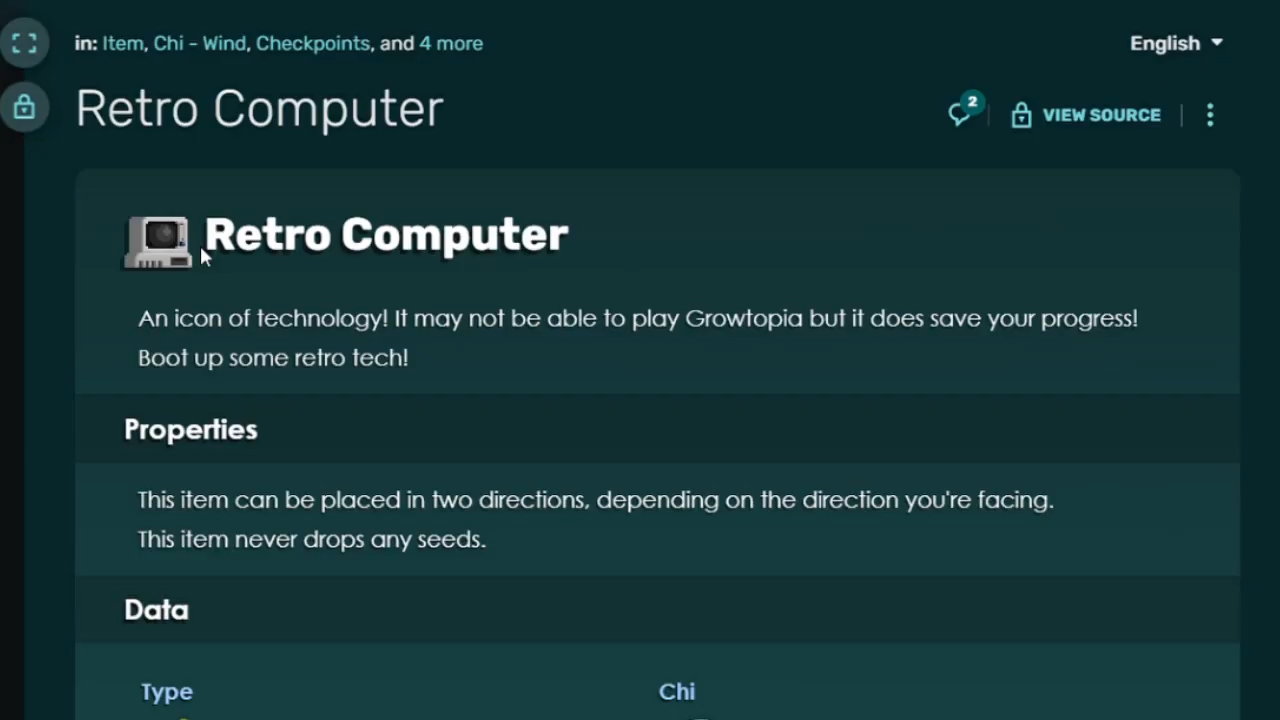 in: Item, Chi - Wind, Checkpoints, and 4 more
English
Retro Computer
2
VIEW SOURCE
Retro Computer
An icon of technology! It may not be able to play Growtopia but it does save your progress!
Boot up some retro tech!
Properties
This item can be placed in two directions, depending on the direction you're facing.
This item never drops any seeds.
Data
Type
Chi